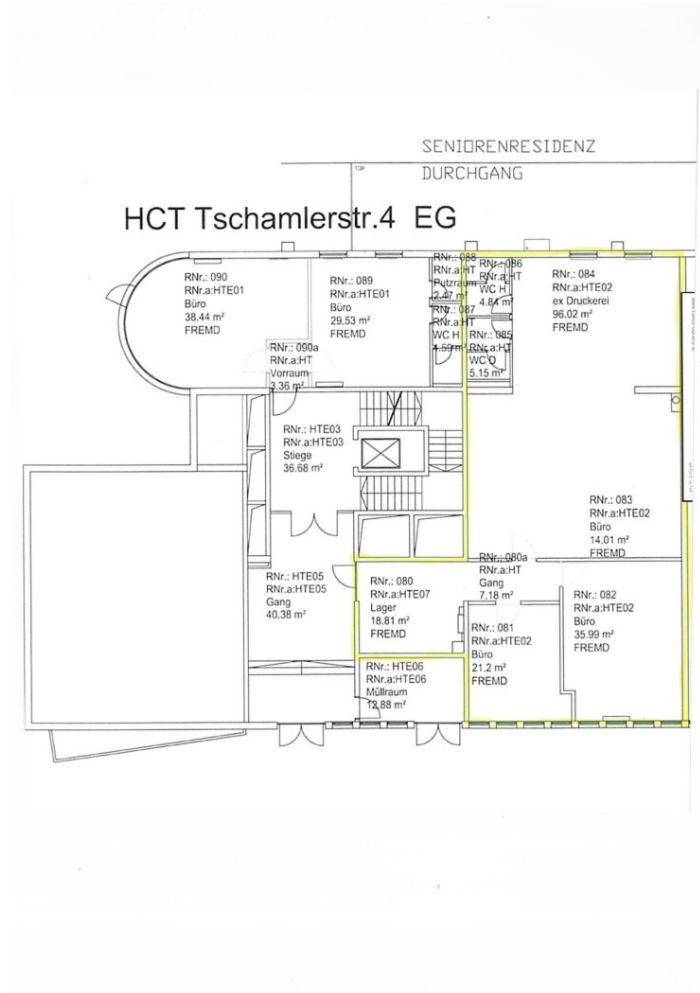 SENIORENRESIDENZ
DURCHGANG
HCT Tschamlerstr.4 EG
RNr.: 090
RNr.a:HTE01
Büro
38.44 m²
FREMD
RNr.: 089
RNr.a:HTE01
Büro
29.53 m²
FREMD
RNr.: 088
RNr.a:HT
Putzraum
2.47 m²
RNr.: 087
RNr.a:HT
WC H
4.59 m²
RNr.: 086
RNr.a:HT
WC H
4.84 m²
RNr.: 085
RNr.a:HT
WC D
5.15 m²
RNr.: 084
RNr.a:HTE02
ex Druckerei
96.02 m²
FREMD
RNr.: 090a
RNr.a:HT
Vorraum
3.36 m²
RNr.: HTE03
RNr.a:HTE03
Stiege
36.68 m²
RNr.: 083
RNr.a:HTE02
Büro
14.01 m²
FREMD
RNr.: 080a
RNr.a:HT
Gang
7.18 m²
RNr.: HTE05
RNr.a:HTE05
Gang
40.38 m²
RNr.: 080
RNr.a:HTE07
Lager
18.81 m²
FREMD
RNr.: 082
RNr.a:HTE02
Büro
35.99 m²
FREMD
RNr.: 081
RNr.a:HTE02
Büro
21.2 m²
FREMD
RNr.: HTE06
RNr.a:HTE06
Müllraum
12.88 m²